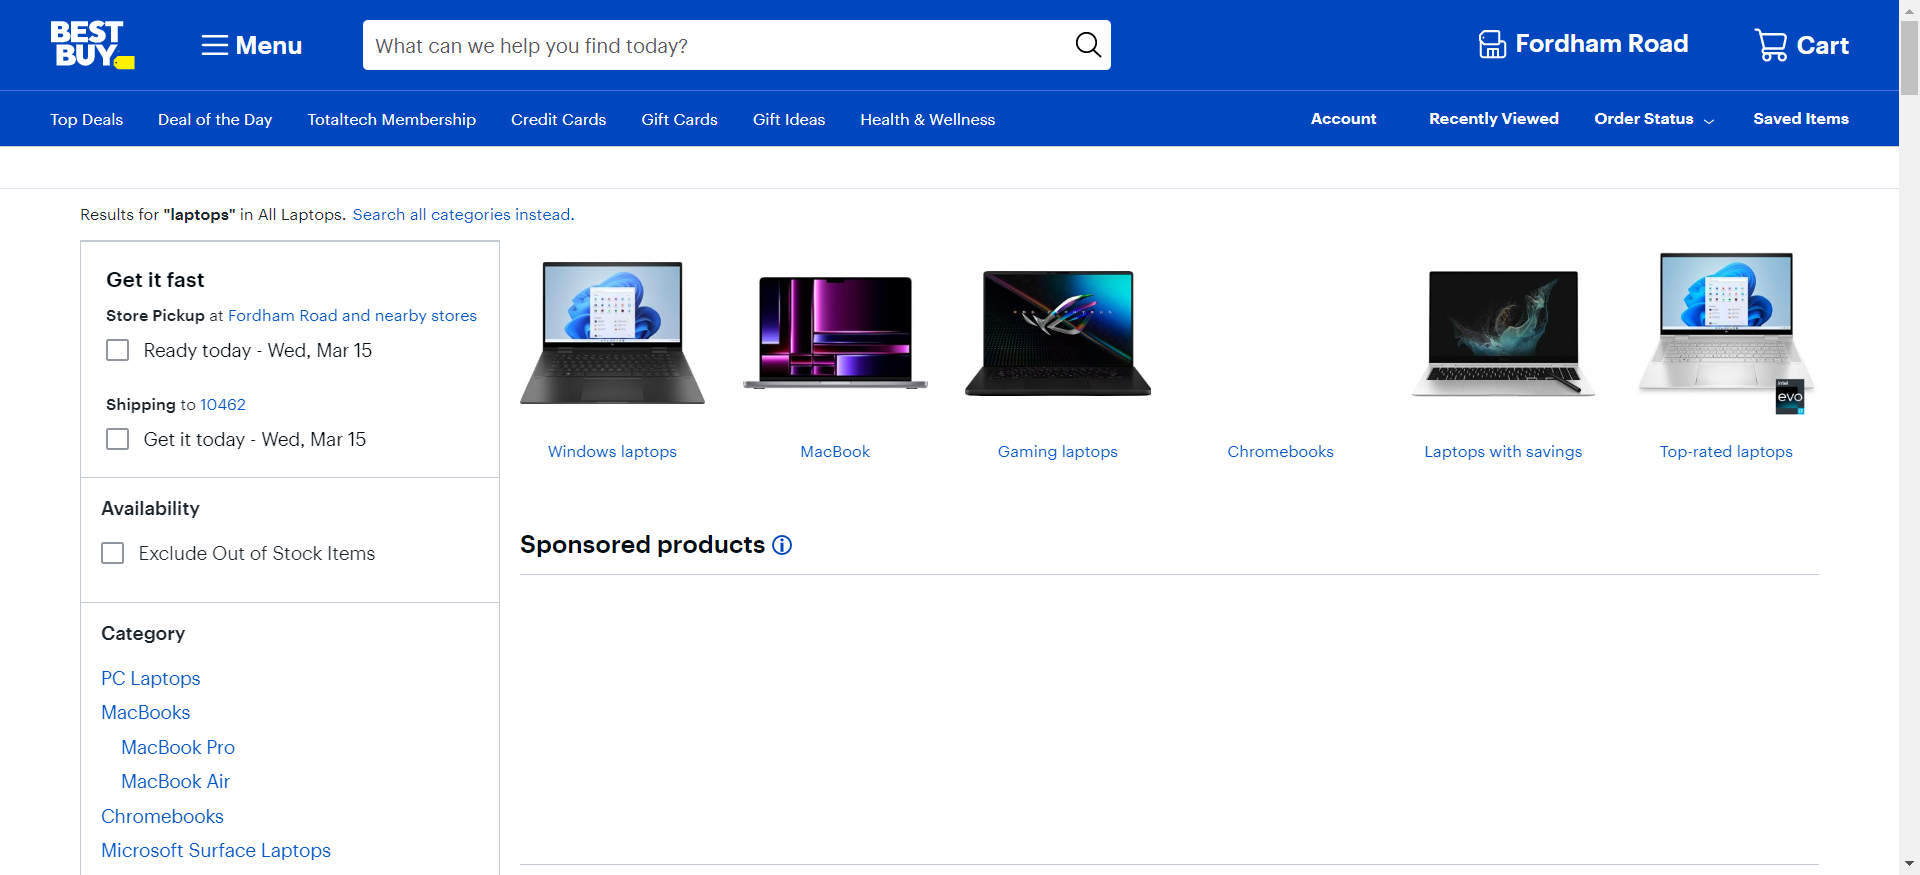 BEST BUY
Menu
What can we help you find today?
Fordham Road
Cart
Top Deals
Deal of the Day
Totaltech Membership
Credit Cards
Gift Cards
Gift Ideas
Health & Wellness
Account
Recently Viewed
Order Status
Saved Items
Results for "laptops" in All Laptops. Search all categories instead.
Get it fast
Store Pickup at Fordham Road and nearby stores
Ready today - Wed, Mar 15
Shipping to 10462
Get it today - Wed, Mar 15
Availability
Exclude Out of Stock Items
Category
PC Laptops
MacBooks
MacBook Pro
MacBook Air
Chromebooks
Microsoft Surface Laptops
intel
evo
Windows laptops
MacBook
Gaming laptops
Chromebooks
Laptops with savings
Top-rated laptops
Sponsored products